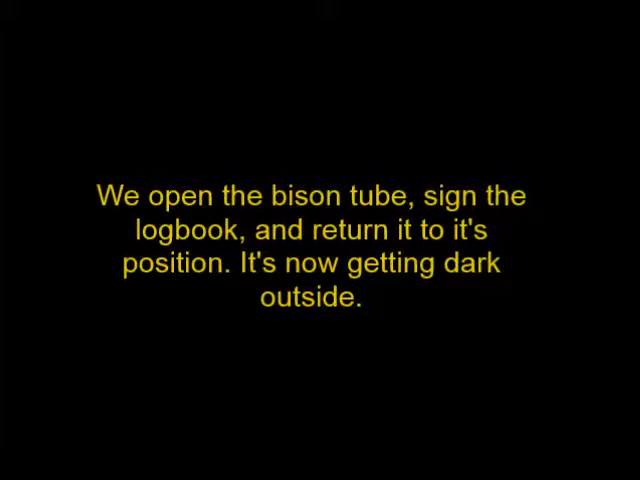 We open the bison tube, sign the
logbook, and return it to it's
position. It's now getting dark
outside.